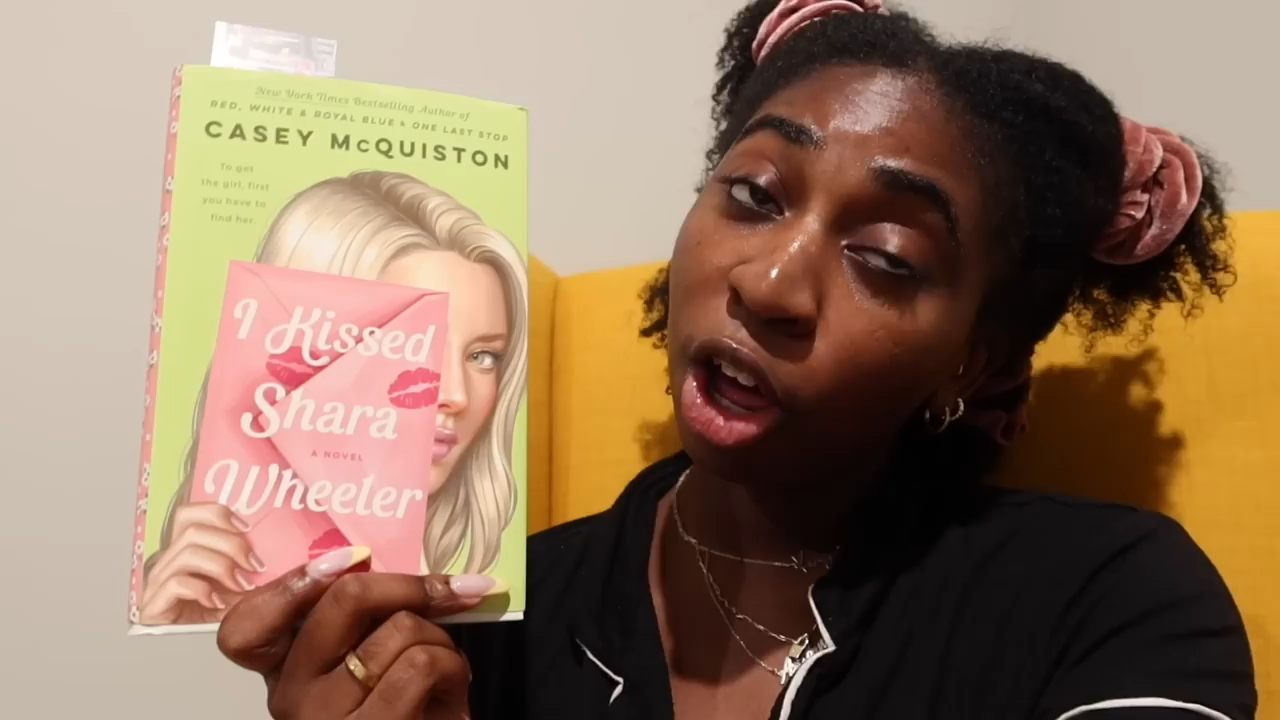 New York Times Bestselling Author of
RED, WHITE & ROYAL BLUE & ONE LAST STOP
CASEY McQUISTON
To get
the girl, first
you have to
find her.
I Kissed
Shara
A NOVEL
Wheeler